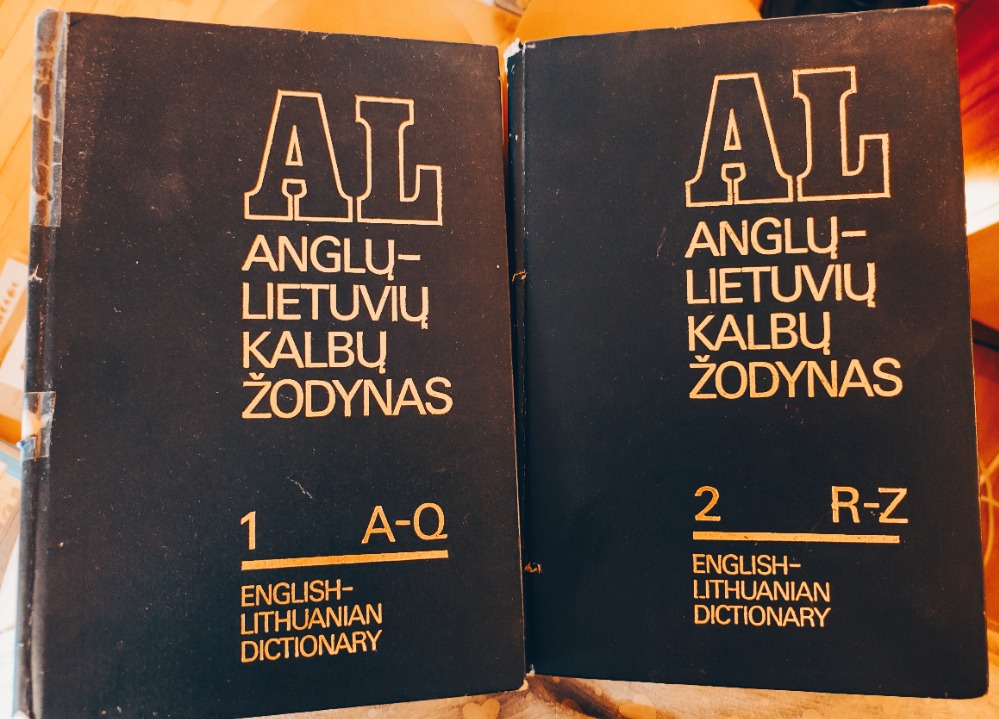 AL
ANGLŲ–
LIETUVIŲ
KALBŲ
ŽODYNAS
1 A-Q
ENGLISH–
LITHUANIAN
DICTIONARY
AL
ANGLŲ–
LIETUVIŲ
KALBŲ
ŽODYNAS
2 R-Z
ENGLISH–
LITHUANIAN
DICTIONARY